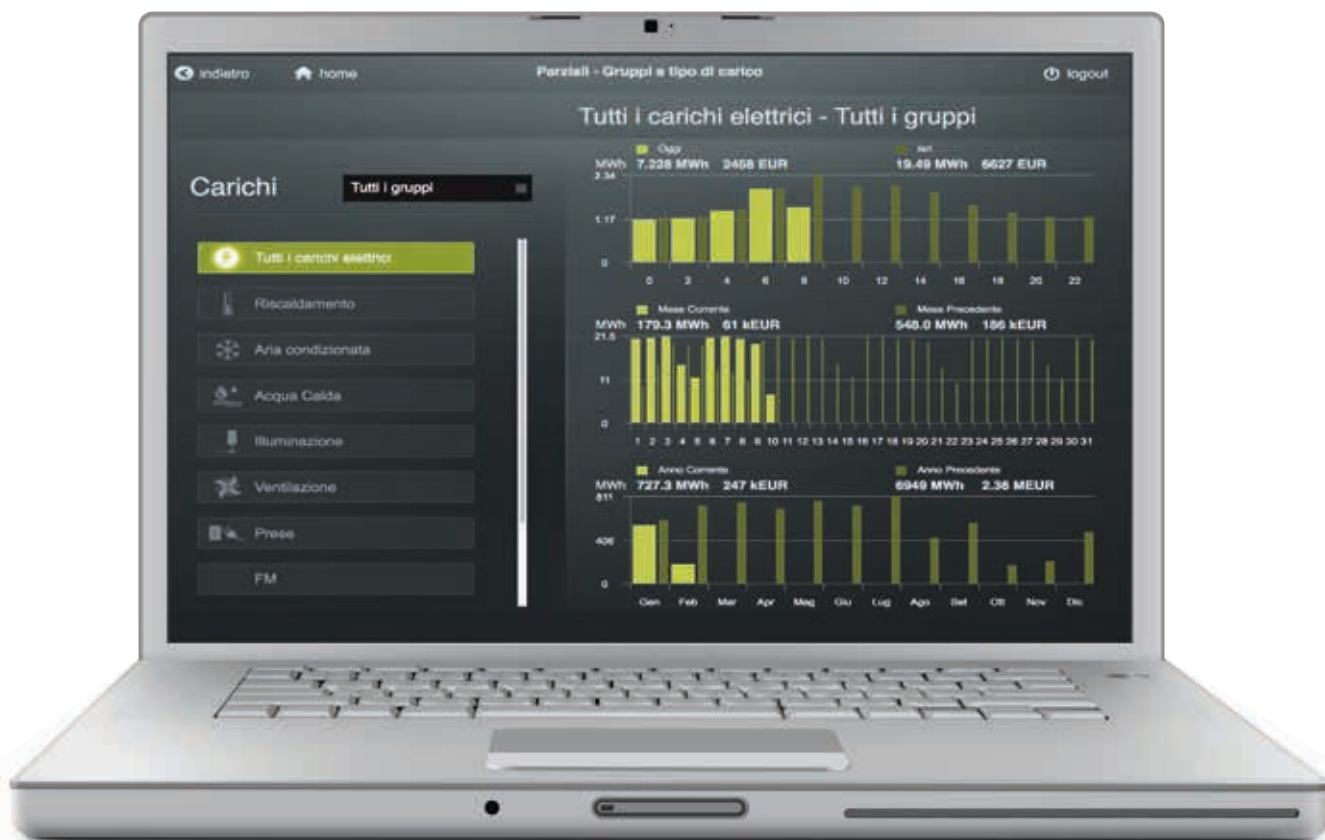 indietro home Parziali - Gruppi e tipo di carico logout
Tutti i carichi elettrici - Tutti i gruppi
Carichi Tutti i gruppi
Tutti i carichi elettrici
Riscaldamento
Aria condizionata
Acqua Calda
Illuminazione
Ventilazione
Prese
FM
Oggi Ieri
MWh 7.228 MWh 2458 EUR 19.49 MWh 6627 EUR
2.34
1.17
0
0 2 4 6 8 10 12 14 16 18 20 22
Mese Corrente Mese Precedente
MWh 179.3 MWh 61 kEUR 548.0 MWh 186 kEUR
21.5
11
0
1 2 3 4 5 6 7 8 9 10 11 12 13 14 15 16 17 18 19 20 21 22 23 24 25 26 27 28 29 30 31
Anno Corrente Anno Precedente
MWh 727.3 MWh 247 kEUR 6949 MWh 2.36 MEUR
811
406
0
Gen Feb Mar Apr Mag Giu Lug Ago Set Ott Nov Dic